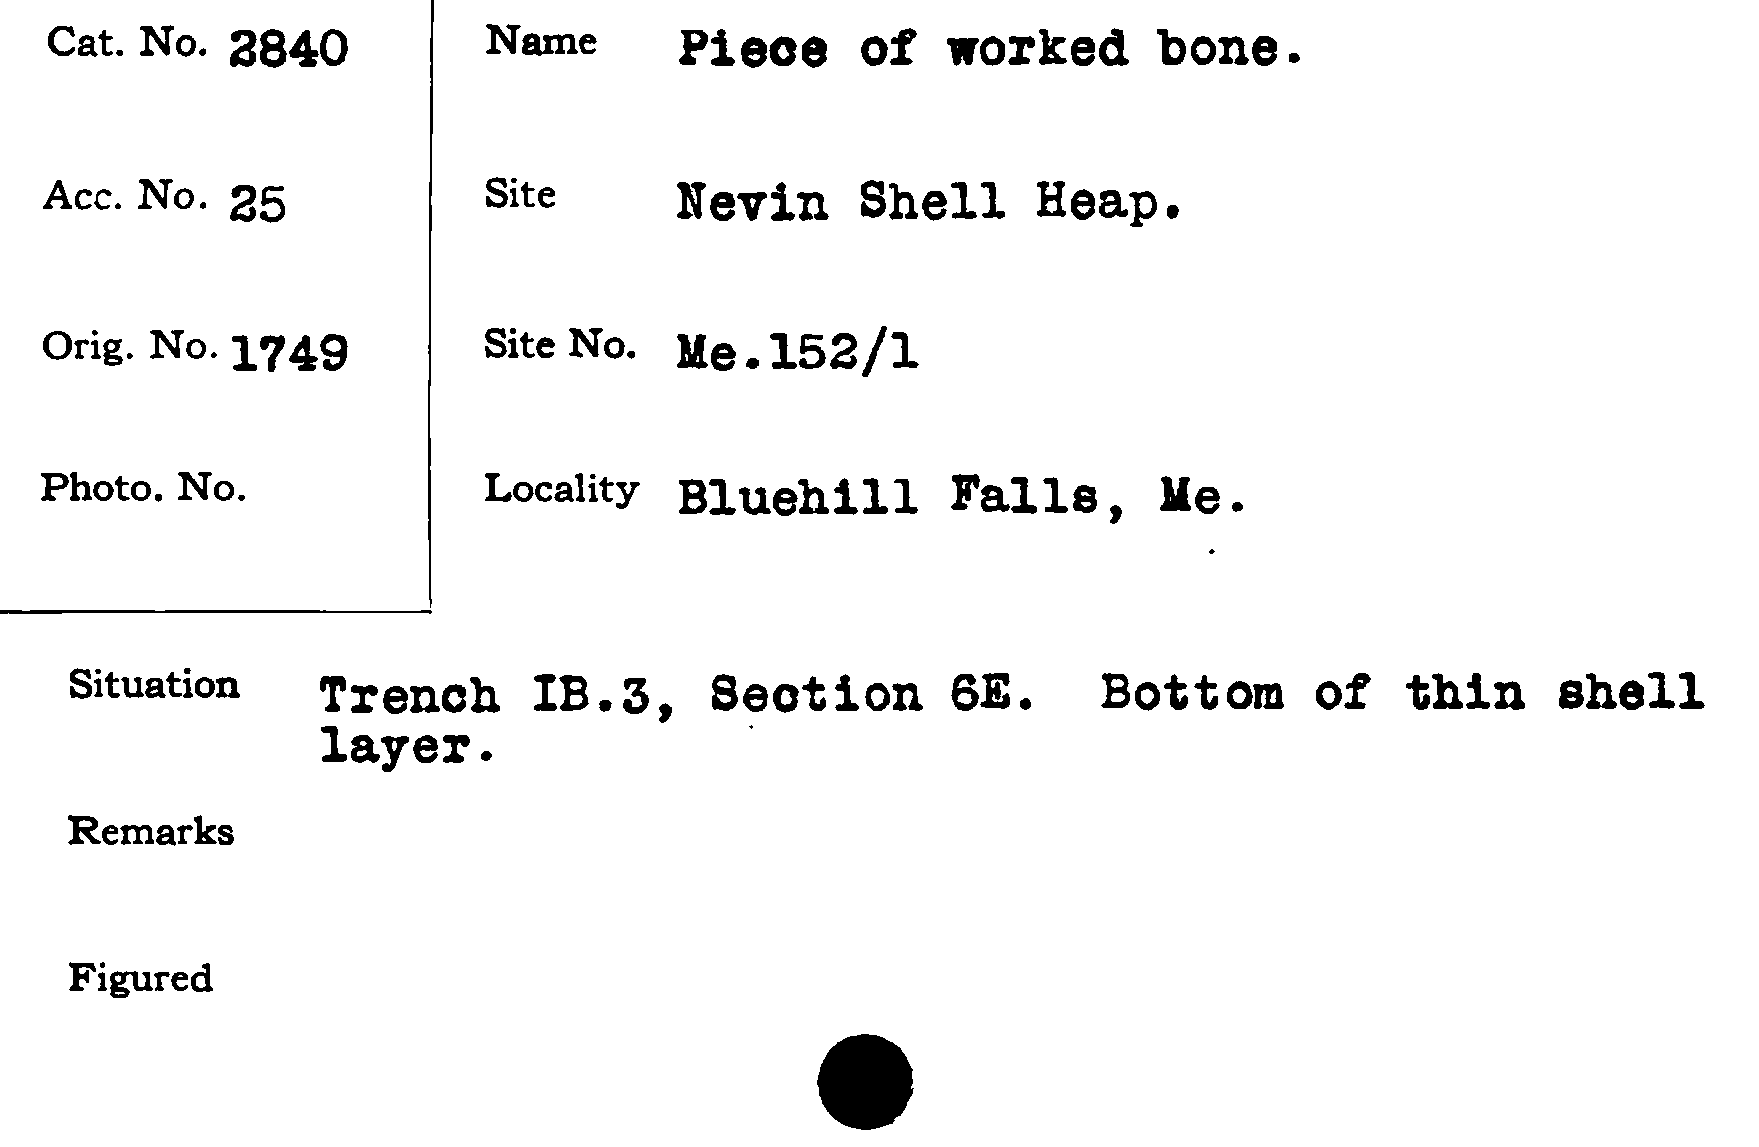 Cat. No. 2840
Name Piece of worked bone.
Acc. No. 25
Site Nevin Shell Heap.
Orig. No. 1749
Site No. Me.152/1
Photo. No.
Locality Bluehill Falls, Me.
Situation Trench IB.3, Section 6E. Bottom of thin shell
layer.
Remarks
Figured